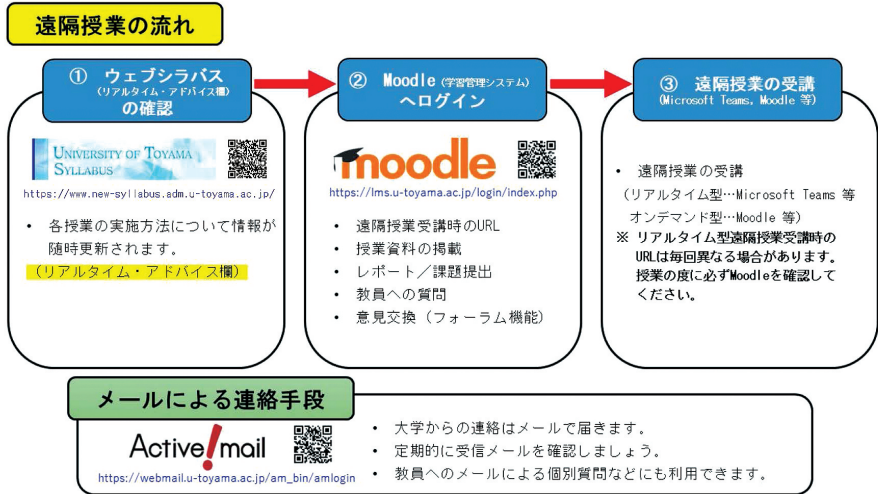 遠隔授業の流れ
① ウェブシラバス
(リアルタイム・アドバイス欄)
の確認
UNIVERSITY OF TOYAMA
SYLLABUS
https://www.new-syllabus.adm.u-toyama.ac.jp/
・ 各授業の実施方法について情報が
随時更新されます。
(リアルタイム・アドバイス欄)
② Moodle (学習管理システム)
へログイン
moodle
https://lms.u-toyama.ac.jp/login/index.php
・ 遠隔授業受講時のURL
・ 授業資料の掲載
・ レポート/課題提出
・ 教員への質問
・ 意見交換(フォーラム機能)
③ 遠隔授業の受講
(Microsoft Teams, Moodle 等)
・ 遠隔授業の受講
(リアルタイム型…Microsoft Teams 等
オンデマンド型…Moodle 等)
※ リアルタイム型遠隔授業受講時の
URLは毎回異なる場合があります。
授業の度に必ずMoodleを確認して
ください。
メールによる連絡手段
Active!mail
https://webmail.u-toyama.ac.jp/am_bin/amlogin
・ 大学からの連絡はメールで届きます。
・ 定期的に受信メールを確認しましょう。
・ 教員へのメールによる個別質問などにも利用できます。